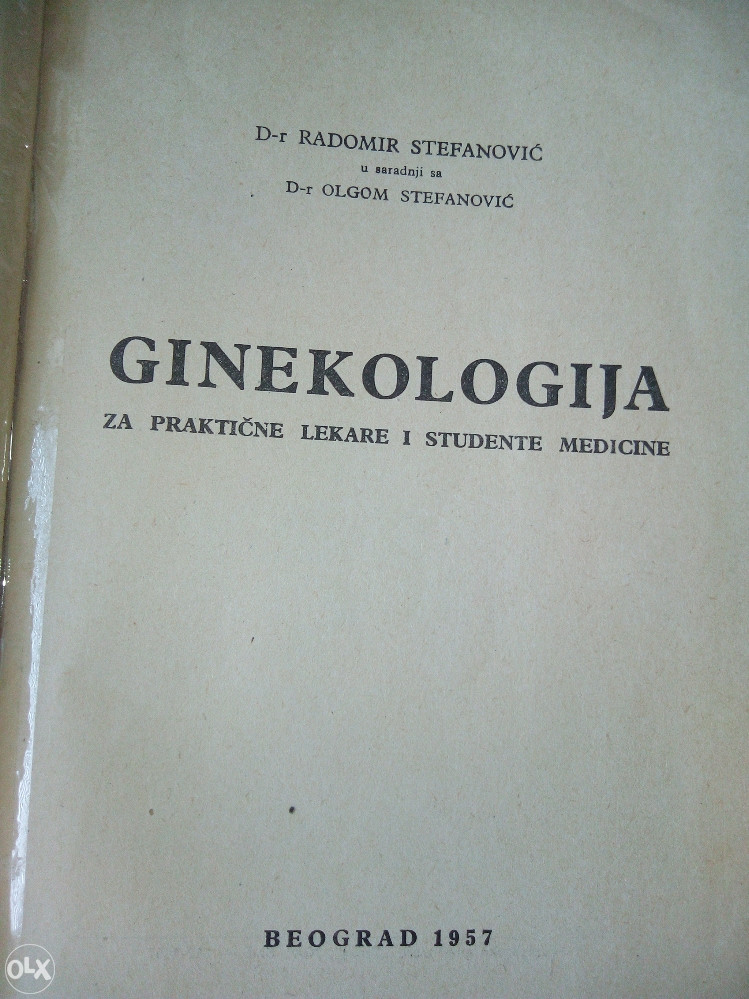 D-r RADOMIR STEFANOVIĆ
u saradnji sa
D-r OLGOM STEFANOVIĆ
GINEKOLOGIJA
ZA PRAKTIČNE LEKARE I STUDENTE MEDICINE
BEOGRAD 1957
OLX